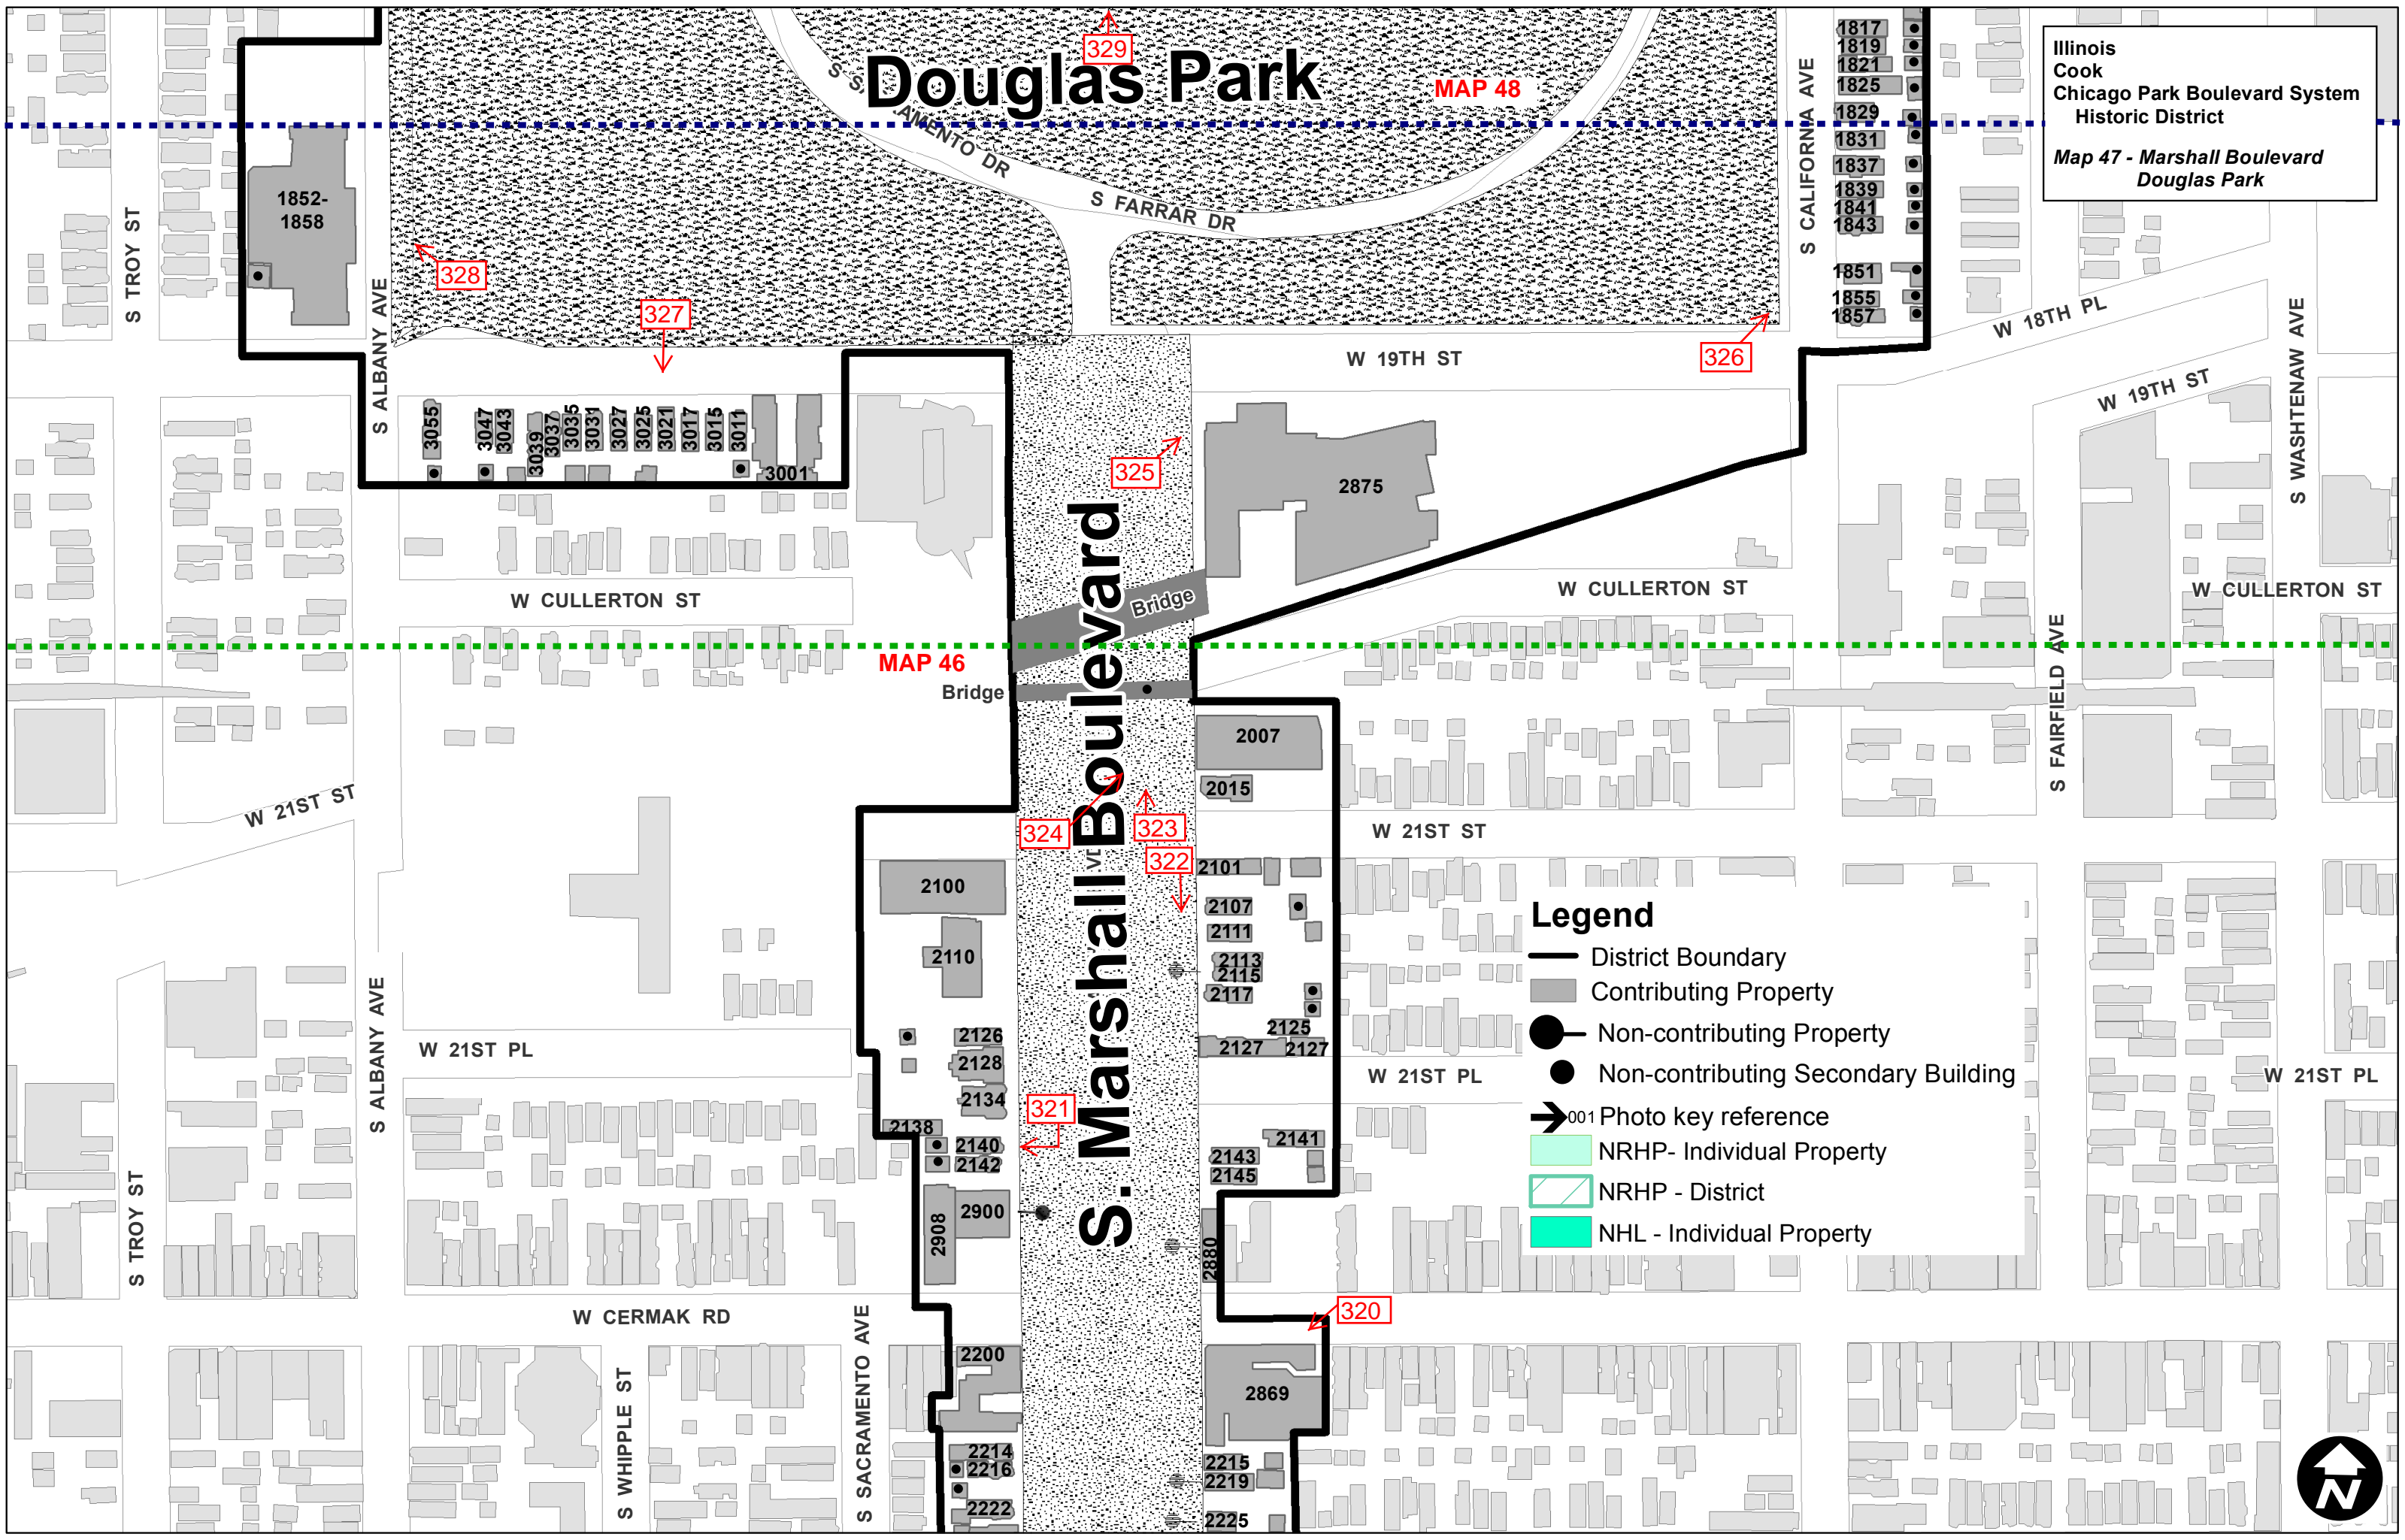 329
Douglas Park
MAP 48
S S
AMENTO DR
S FARRAR DR
Illinois
Cook
Chicago Park Boulevard System
Historic District
Map 47 - Marshall Boulevard
Douglas Park
1817
1819
1821
1825
1829
1831
1837
1839
1841
1843
1851
1855
1857
S CALIFORNIA AVE
1852-
1858
S TROY ST
S ALBANY AVE
328
327
326
W 19TH ST
W 18TH PL
W 19TH ST
S WASHTENAW AVE
3055
3047
3043
3039
3037
3035
3031
3027
3025
3021
3017
3015
3011
3001
325
2875
W CULLERTON ST
W CULLERTON ST
W CULLERTON ST
Bridge
S. Marshall Boulevard
MAP 46
Bridge
S FAIRFIELD AVE
2007
2015
W 21ST ST
324
323
322
W 21ST ST
VD
2100
2110
2101
2107
2111
2113
2115
2117
2125
2127
2127
Legend
District Boundary
Contributing Property
Non-contributing Property
Non-contributing Secondary Building
001 Photo key reference
NRHP- Individual Property
NRHP - District
NHL - Individual Property
S ALBANY AVE
W 21ST PL
2126
2128
2134
321
W 21ST PL
W 21ST PL
2138
2140
2142
2141
2143
2145
S TROY ST
2908
2900
2880
W CERMAK RD
320
S WHIPPLE ST
S SACRAMENTO AVE
2200
2869
2214
2216
2222
2215
2219
2225
N